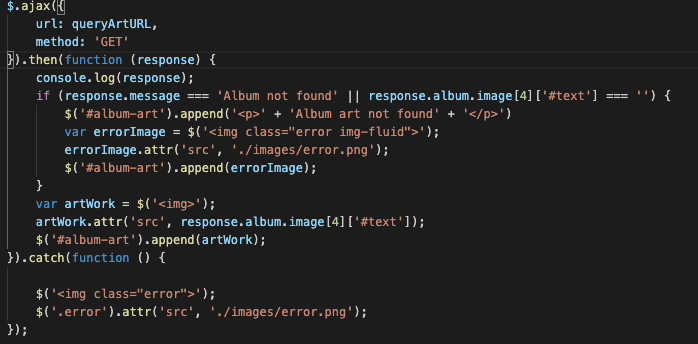 $.ajax({
    url: queryArtURL,
    method: 'GET'
}).then(function (response) {
    console.log(response);
    if (response.message === 'Album not found' || response.album.image[4]['#text'] === '') {
        $('#album-art').append('<p>' + 'Album art not found' + '</p>')
        var errorImage = $('<img class="error img-fluid">');
        errorImage.attr('src', './images/error.png');
        $('#album-art').append(errorImage);
    }
    var artWork = $('<img>');
    artWork.attr('src', response.album.image[4]['#text']);
    $('#album-art').append(artWork);
}).catch(function () {

    $('<img class="error">');
    $('.error').attr('src', './images/error.png');
});